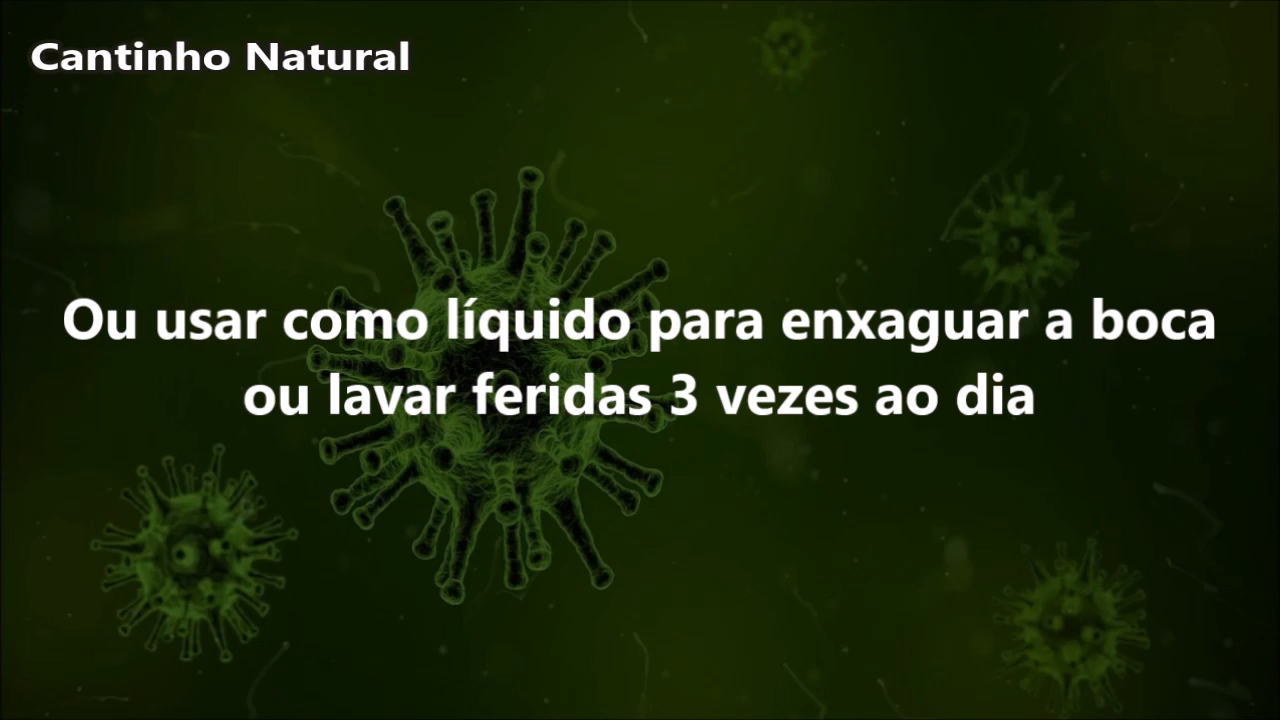 Cantinho Natural
Ou usar como líquido para enxaguar a boca
ou lavar feridas 3 vezes ao dia